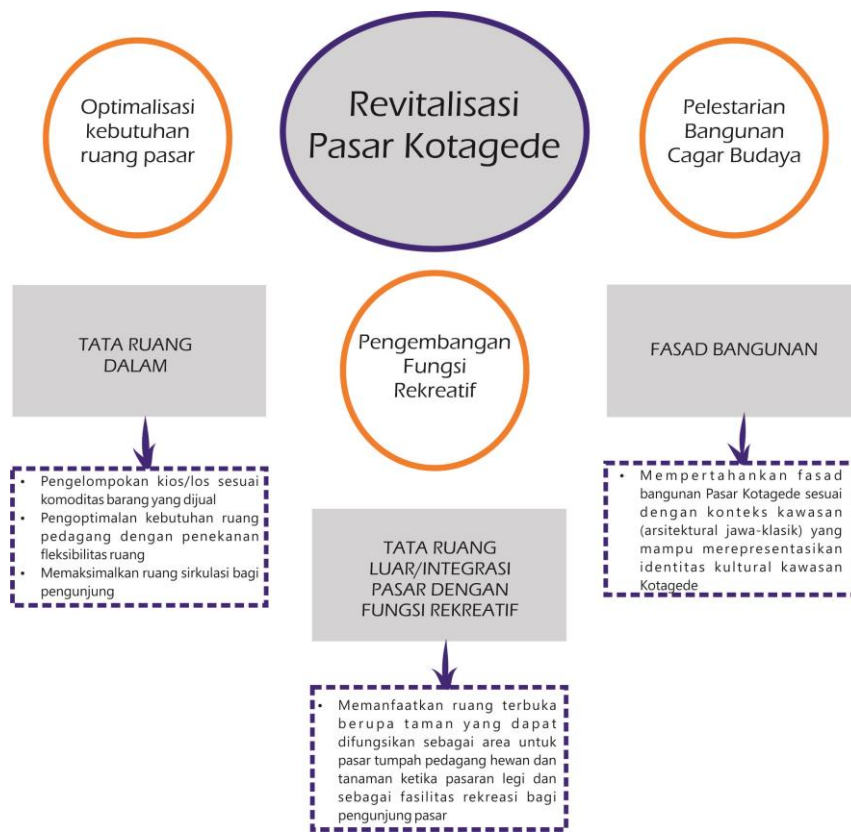 Revitalisasi
Pasar Kotagede
Optimalisasi
kebutuhan
ruang pasar
Pelestarian
Bangunan
Cagar Budaya
Pengembangan
Fungsi
Rekreatif
TATA RUANG
DALAM
FASAD BANGUNAN
• Pengelompokan kios/los sesuai
komoditas barang yang dijual
• Pengoptimalan kebutuhan ruang
pedagang dengan penekanan
fleksibilitas ruang
• Memaksimalkan ruang sirkulasi bagi
pengunjung
• Mempertahankan fasad
bangunan Pasar Kotagede sesuai
dengan konteks kawasan
(arsitektural jawa-klasik) yang
mampu merepresentasikan
identitas kultural kawasan
Kotagede
TATA RUANG
LUAR/INTEGRASI
PASAR DENGAN
FUNGSI REKREATIF
• Memanfaatkan ruang terbuka
berupa taman yang dapat
difungsikan sebagai area untuk
pasar tumpah pedagang hewan dan
tanaman ketika pasaran legi dan
sebagai fasilitas rekreasi bagi
pengunjung pasar